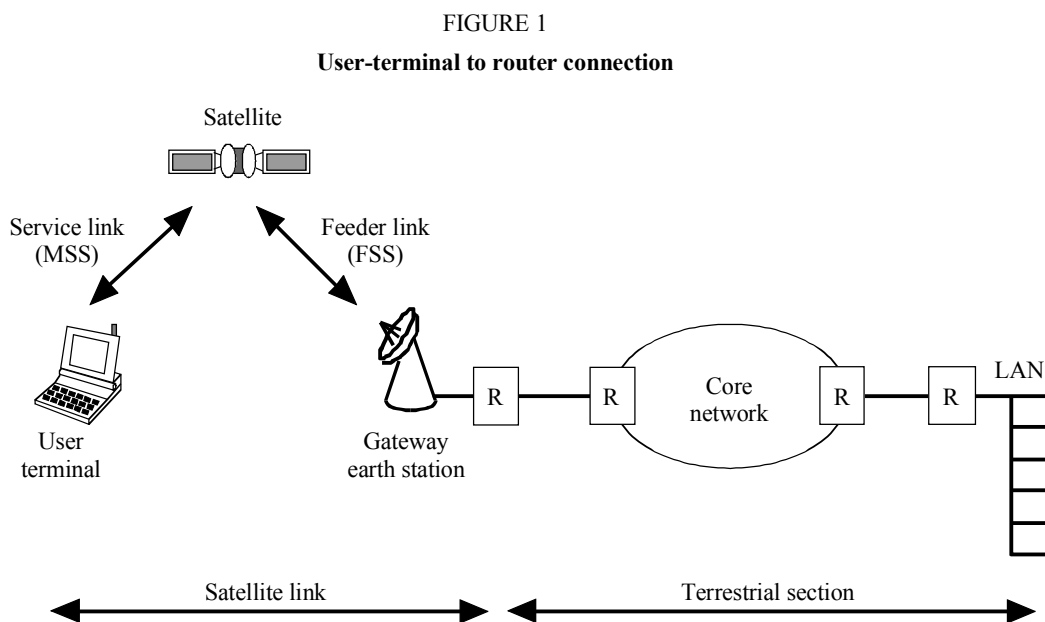 FIGURE 1
User-terminal to router connection
Satellite
Service link
(MSS)
Feeder link
(FSS)
LAN
R
R
Core
network
R
R
User
terminal
Gateway
earth station
Satellite link
Terrestrial section